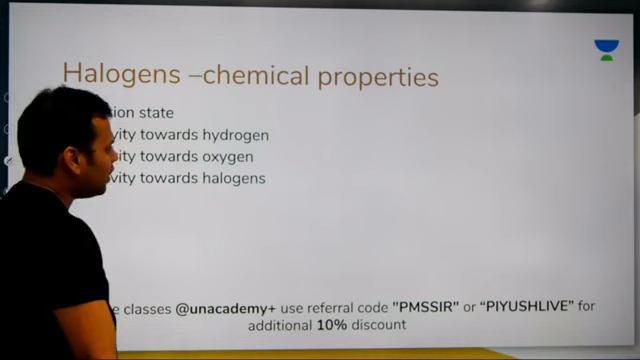 Halogens –chemical properties
ion state
vity towards hydrogen
ity towards oxygen
vity towards halogens
e classes @unacademy+ use referral code "PMSSIR" or “PIYUSHLIVE” for
additional 10% discount